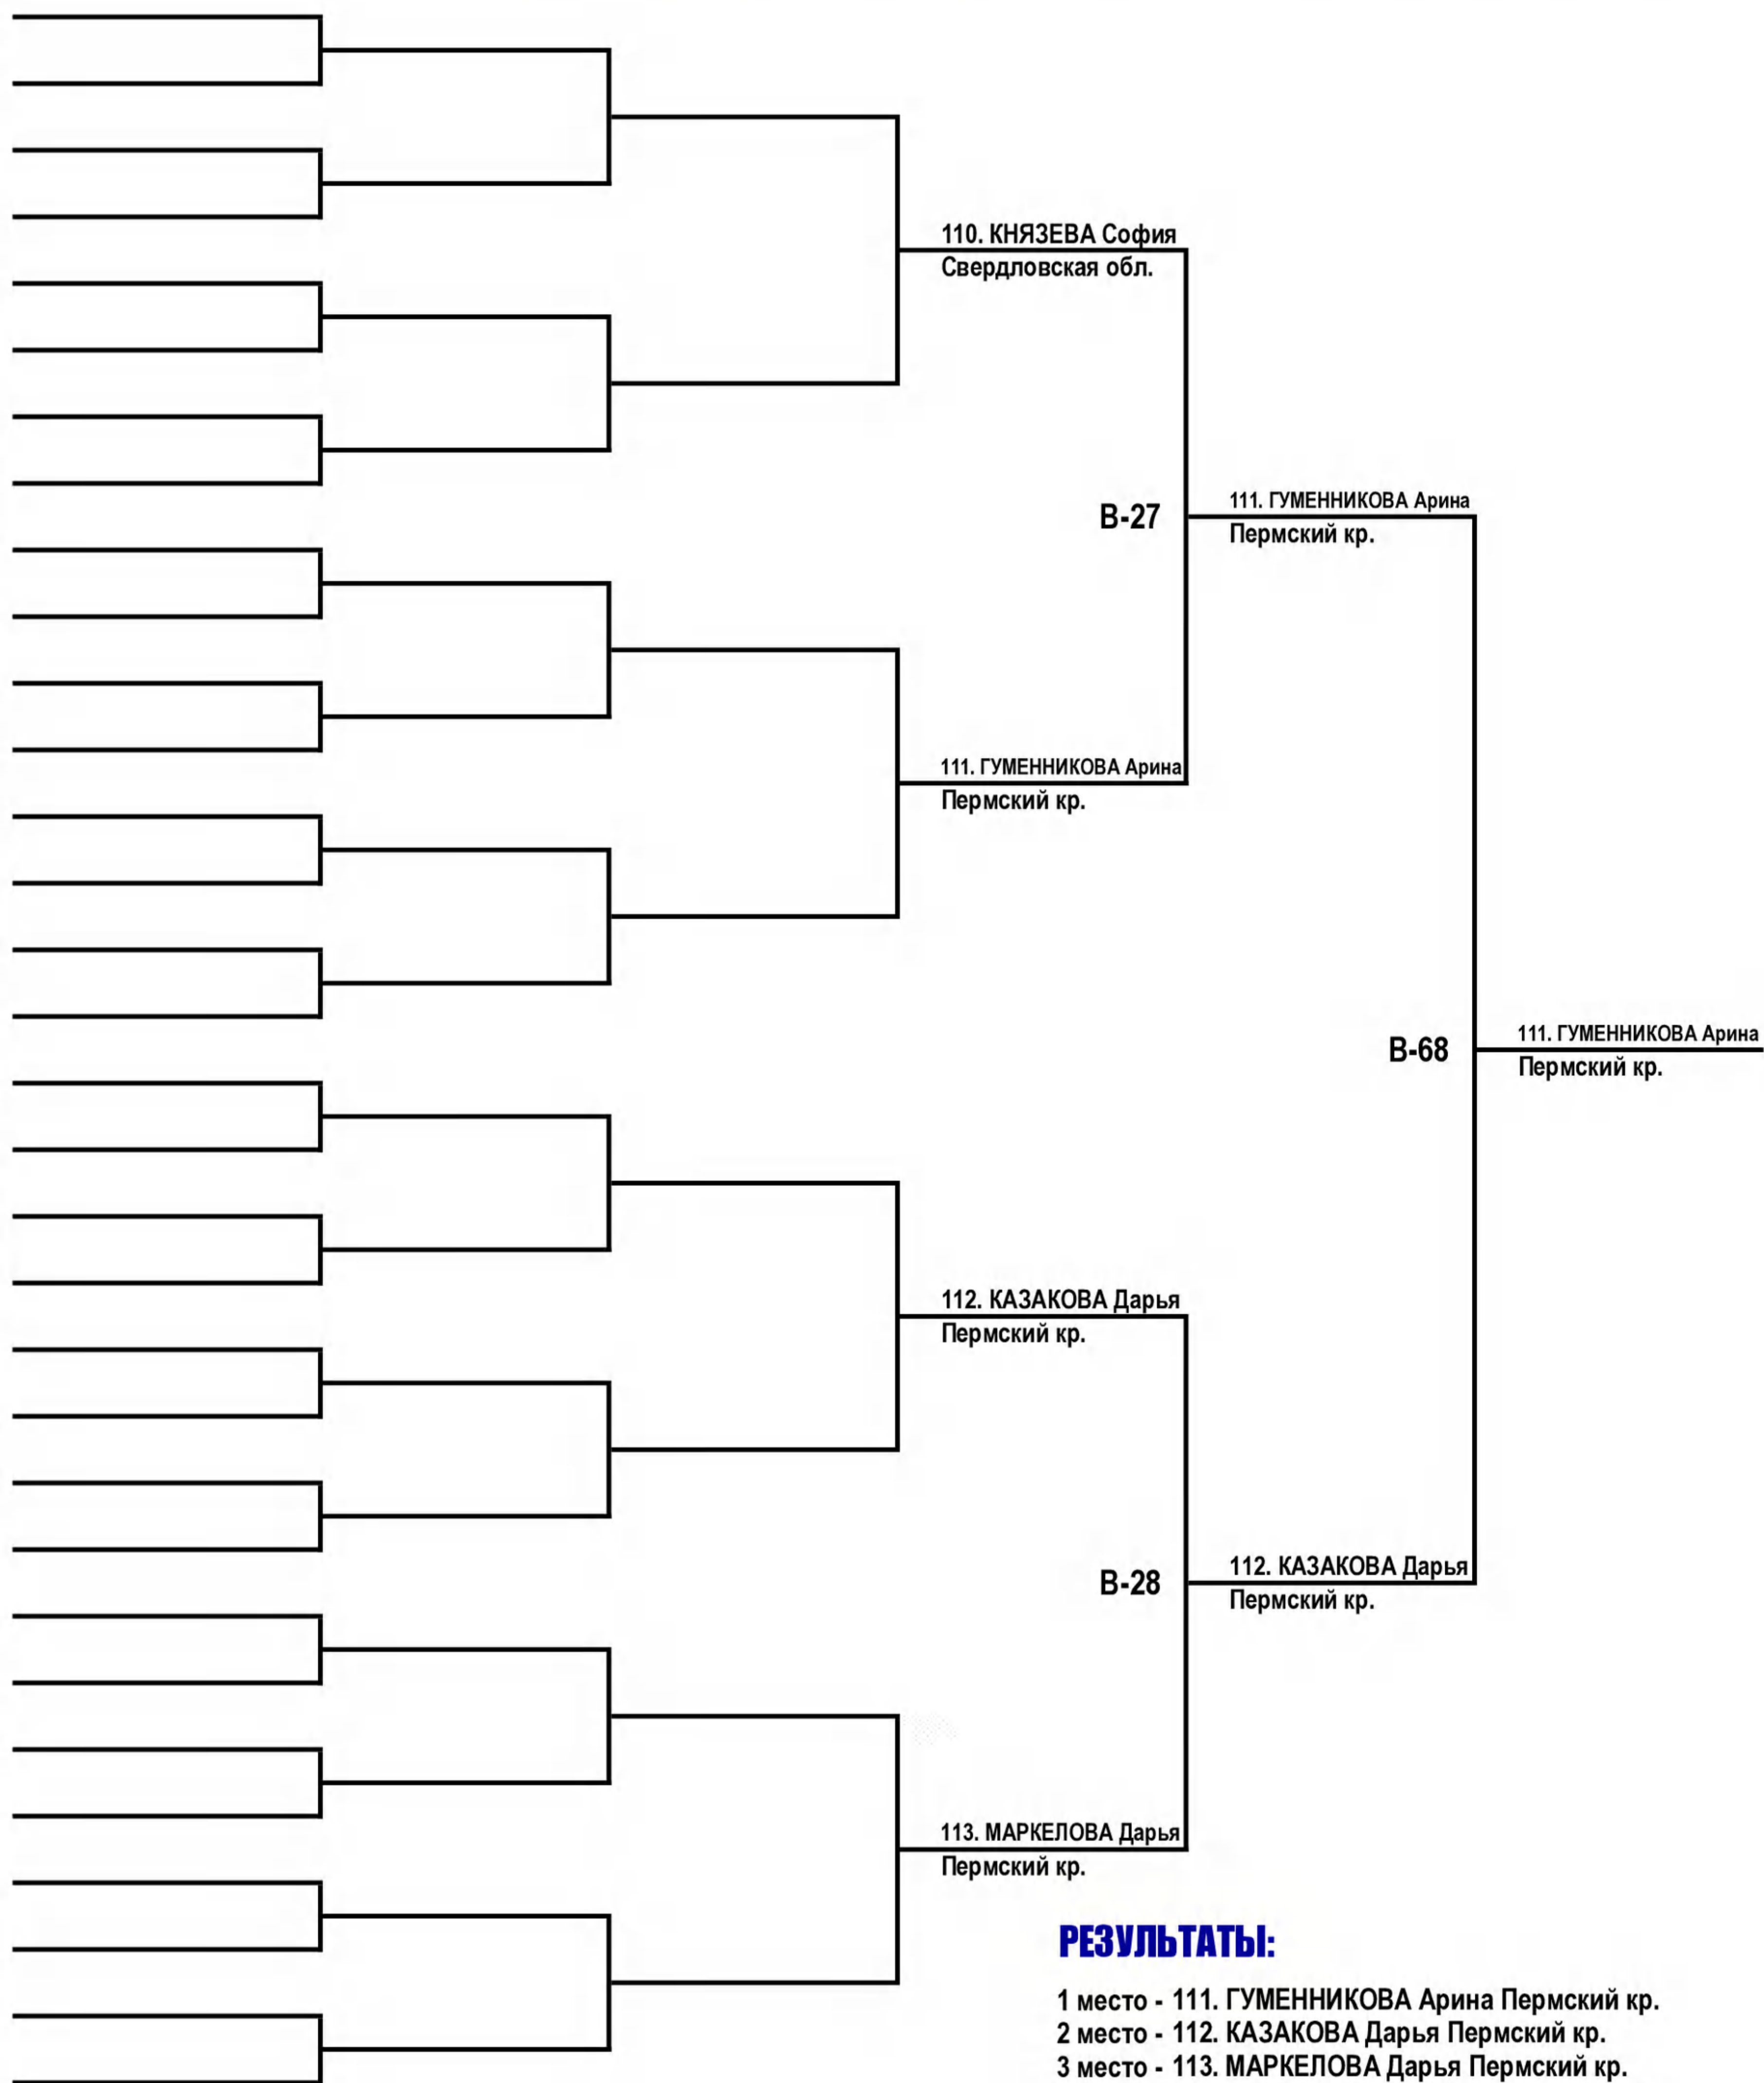 110. КНЯЗЕВА София
Свердловская обл.
В-27
111. ГУМЕННИКОВА Арина
Пермский кр.
111. ГУМЕННИКОВА Арина
Пермский кр.
В-68
111. ГУМЕННИКОВА Арина
Пермский кр.
112. КАЗАКОВА Дарья
Пермский кр.
В-28
112. КАЗАКОВА Дарья
Пермский кр.
113. МАРКЕЛОВА Дарья
Пермский кр.
РЕЗУЛЬТАТЫ:
1 место - 111. ГУМЕННИКОВА Арина Пермский кр.
2 место - 112. КАЗАКОВА Дарья Пермский кр.
3 место - 113. МАРКЕЛОВА Дарья Пермский кр.